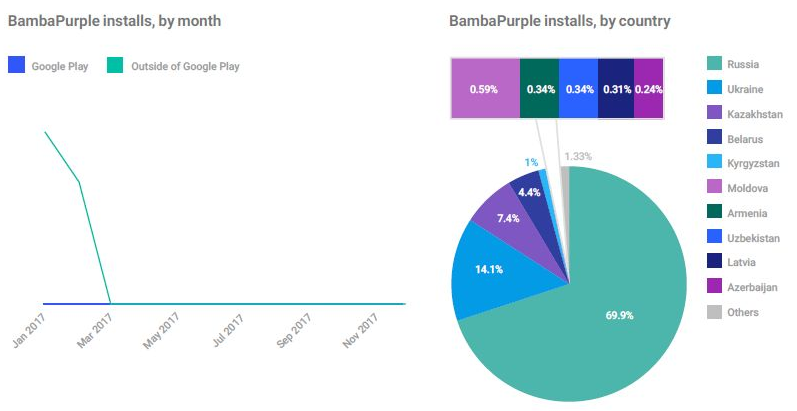 BambaPurple installs, by month
Google Play
Outside of Google Play
Jan 2017
Mar 2017
May 2017
Jul 2017
Sep 2017
Nov 2017
BambaPurple installs, by country
0.59% 0.34% 0.34% 0.31% 0.24%
1.33%
1%
4.4%
7.4%
14.1%
69.9%
Russia
Ukraine
Kazakhstan
Belarus
Kyrgyzstan
Moldova
Armenia
Uzbekistan
Latvia
Azerbaijan
Others